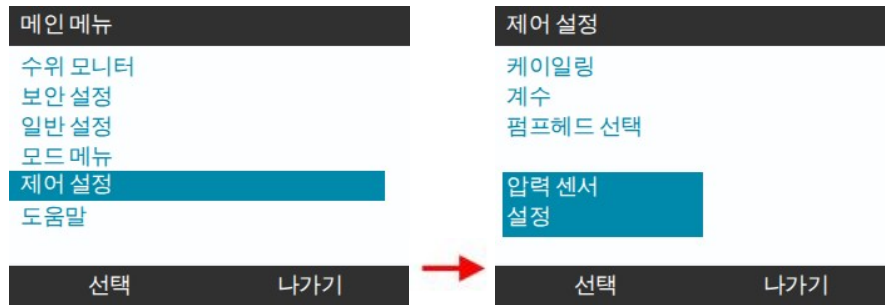 메인 메뉴
수위 모니터
보안 설정
일반 설정
모드 메뉴
제어 설정
도움말
선택 나가기
제어 설정
케이일링
계수
펌프헤드 선택
압력 센서
설정
선택 나가기